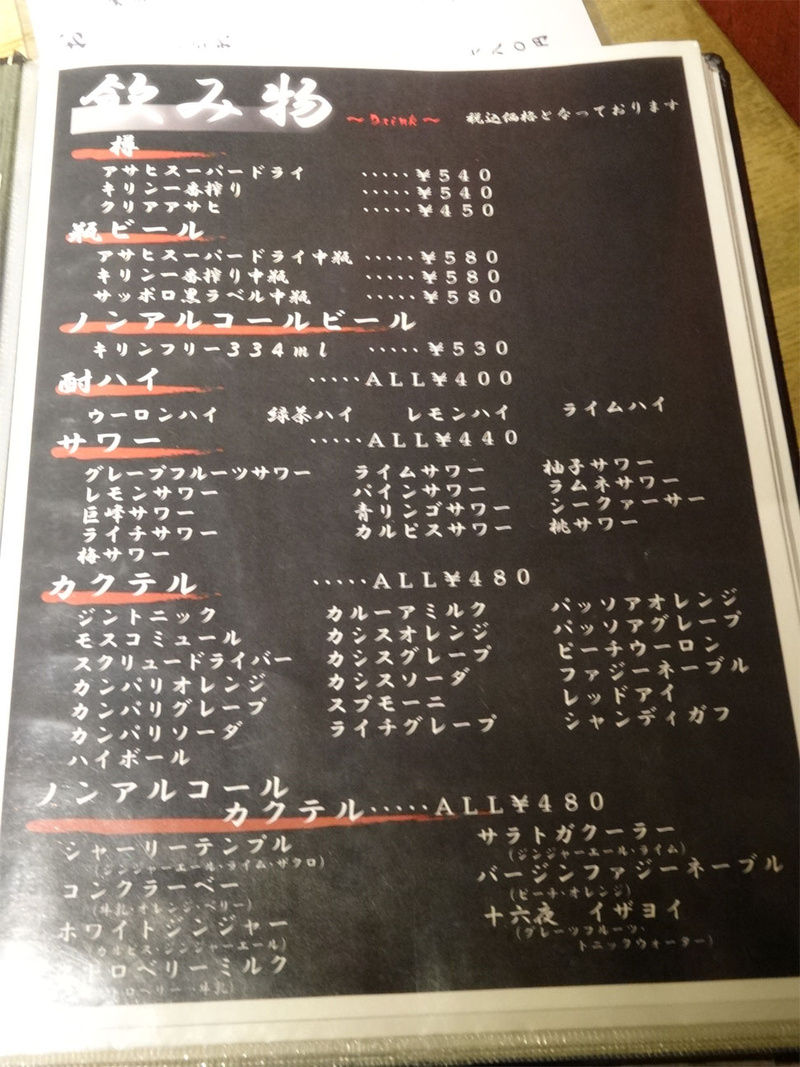 飲み物 ～Drink～ 税込価格となっております
樽
アサヒスーパードライ ·····¥540
キリン一番搾り ·····¥540
クリアアサヒ ·····¥450
瓶ビール
アサヒスーパードライ中瓶 ·····¥580
キリン一番搾り中瓶 ·····¥580
サッポロ黒ラベル中瓶 ·····¥580
ノンアルコールビール
キリンフリー334ml ·····¥530
酎ハイ ·····ALL¥400
ウーロンハイ 緑茶ハイ レモンハイ ライムハイ
サワー ·····ALL¥440
グレープフルーツサワー ライムサワー 柚子サワー
レモンサワー パインサワー ラムネサワー
巨峰サワー 青リンゴサワー シークァーサー
ライチサワー カルピスサワー 桃サワー
梅サワー
カクテル ·····ALL¥480
ジントニック カルーアミルク パッソアオレンジ
モスコミュール カシスオレンジ パッソアグレープ
スクリュードライバー カシスグレープ ピーチウーロン
カンパリオレンジ カシスソーダ ファジーネーブル
カンパリグレープ スプモーニ レッドアイ
カンパリソーダ ライチグレープ シャンディガフ
ハイボール
ノンアルコール
カクテル·····ALL¥480
シャーリーテンプル サラトガクーラー
(ジンジャーエール·ライム·ザクロ) (ジンジャーエール·ライム)
コンクラーベー バージンファジーネーブル
(牛乳·オレンジ·ベリー) (ピーチ·オレンジ)
ホワイトジンジャー 十六夜 イザヨイ
(カルピス·ジンジャーエール) (グレーツフルーツ、
トニックウォーター)
トロベリーミルク
トロベリー·牛乳)